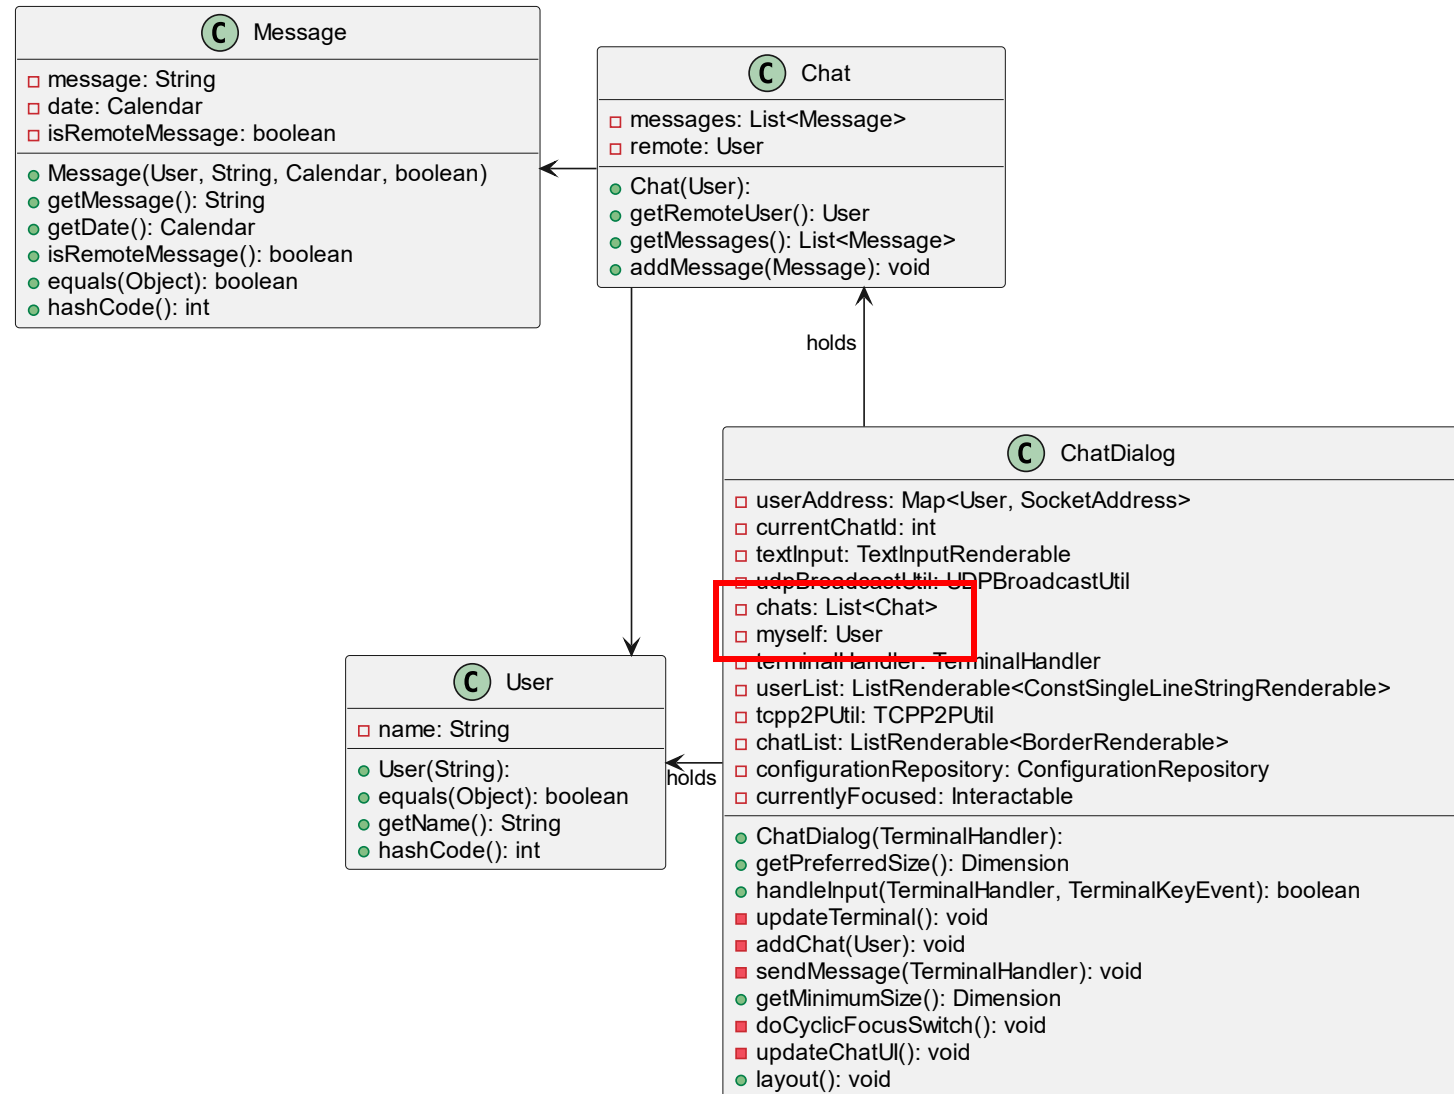 C Message
message: String
date: Calendar
isRemoteMessage: boolean
Message(User, String, Calendar, boolean)
getMessage(): String
getDate(): Calendar
isRemoteMessage(): boolean
equals(Object): boolean
hashCode(): int
C Chat
messages: List<Message>
remote: User
Chat(User):
getRemoteUser(): User
getMessages(): List<Message>
addMessage(Message): void
holds
C User
name: String
User(String):
equals(Object): boolean
getName(): String
hashCode(): int
holds
C ChatDialog
userAddress: Map<User, SocketAddress>
currentChatId: int
textInput: TextInputRenderable
udpBroadcastUtil: UDPBroadcastUtil
chats: List<Chat>
myself: User
terminalHandler: TerminalHandler
userList: ListRenderable<ConstSingleLineStringRenderable>
tcpp2PUtil: TCPP2PUtil
chatList: ListRenderable<BorderRenderable>
configurationRepository: ConfigurationRepository
currentlyFocused: Interactable
ChatDialog(TerminalHandler):
getPreferredSize(): Dimension
handleInput(TerminalHandler, TerminalKeyEvent): boolean
updateTerminal(): void
addChat(User): void
sendMessage(TerminalHandler): void
getMinimumSize(): Dimension
doCyclicFocusSwitch(): void
updateChatUI(): void
layout(): void